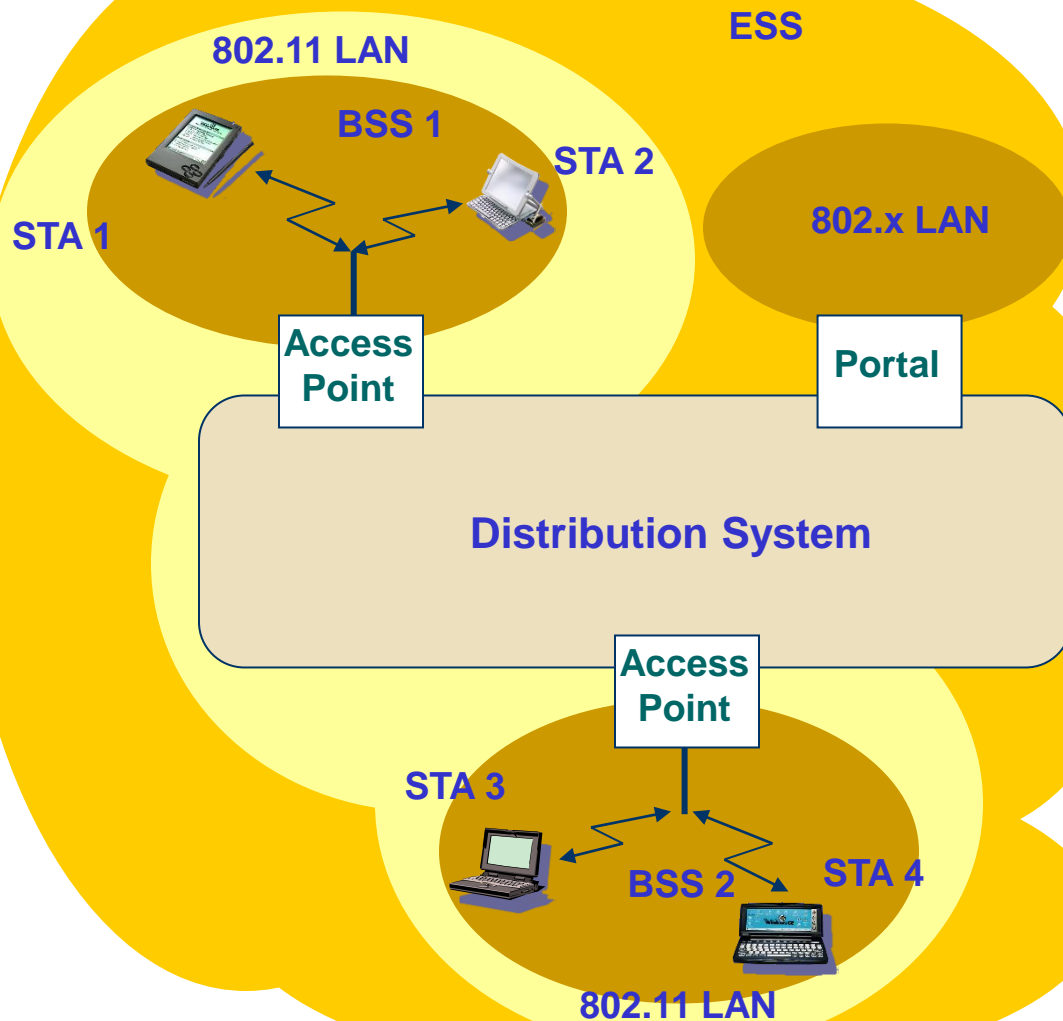 ESS
802.11 LAN
BSS 1
STA 2
802.x LAN
STA 1
Access
Point
Portal
Distribution System
Access
Point
STA 3
BSS 2
STA 4
802.11 LAN